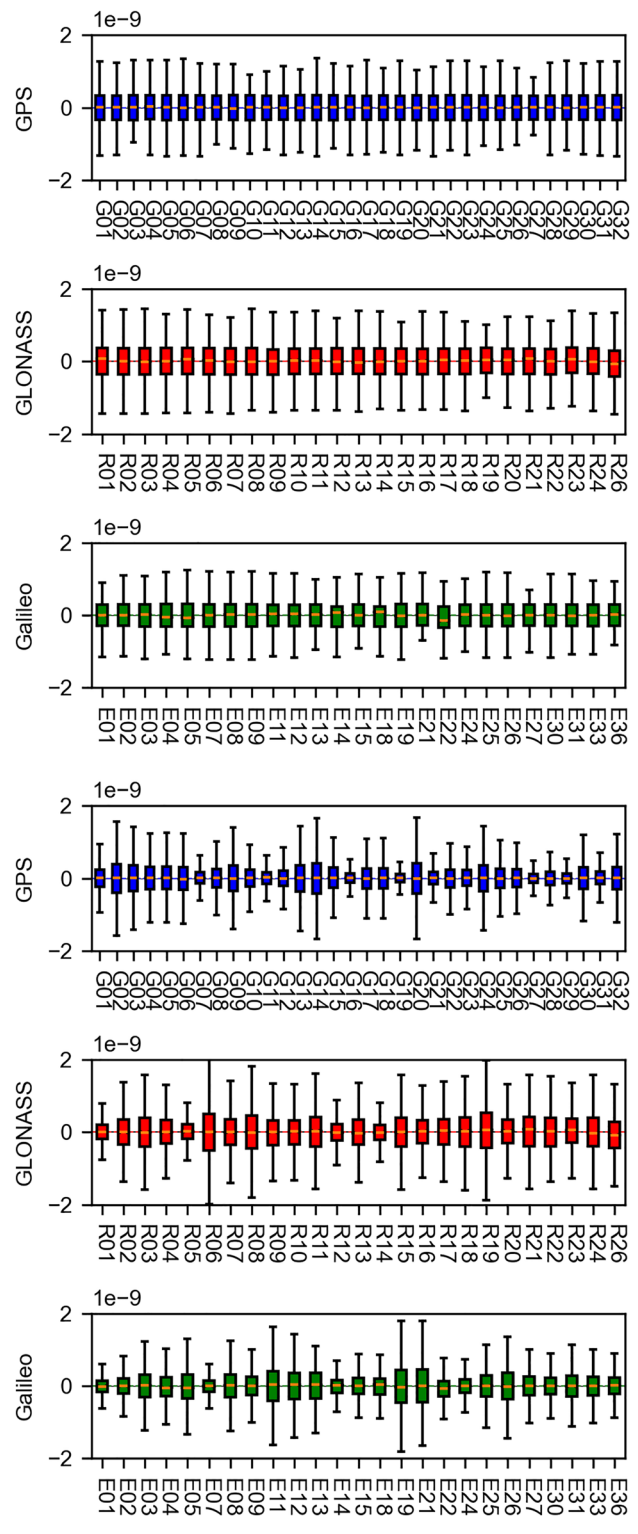 1e−9
2
0
−2
GPS
G01 G02 G03 G04 G05 G06 G07 G08 G09 G10 G11 G12 G13 G14 G15 G16 G17 G18 G19 G20 G21 G22 G23 G24 G25 G26 G27 G28 G29 G30 G31 G32
1e−9
2
0
−2
GLONASS
R01 R02 R03 R04 R05 R06 R07 R08 R09 R10 R11 R12 R13 R14 R15 R16 R17 R18 R19 R20 R21 R22 R23 R24 R26
1e−9
2
0
−2
Galileo
E01 E02 E03 E04 E05 E07 E08 E09 E11 E12 E13 E14 E15 E18 E19 E21 E22 E24 E25 E26 E27 E30 E31 E33 E36
1e−9
2
0
−2
GPS
G01 G02 G03 G04 G05 G06 G07 G08 G09 G10 G11 G12 G13 G14 G15 G16 G17 G18 G19 G20 G21 G22 G23 G24 G25 G26 G27 G28 G29 G30 G31 G32
1e−9
2
0
−2
GLONASS
R01 R02 R03 R04 R05 R06 R07 R08 R09 R10 R11 R12 R13 R14 R15 R16 R17 R18 R19 R20 R21 R22 R23 R24 R26
1e−9
2
0
−2
Galileo
E01 E02 E03 E04 E05 E07 E08 E09 E11 E12 E13 E14 E15 E18 E19 E21 E22 E24 E25 E26 E27 E30 E31 E33 E36